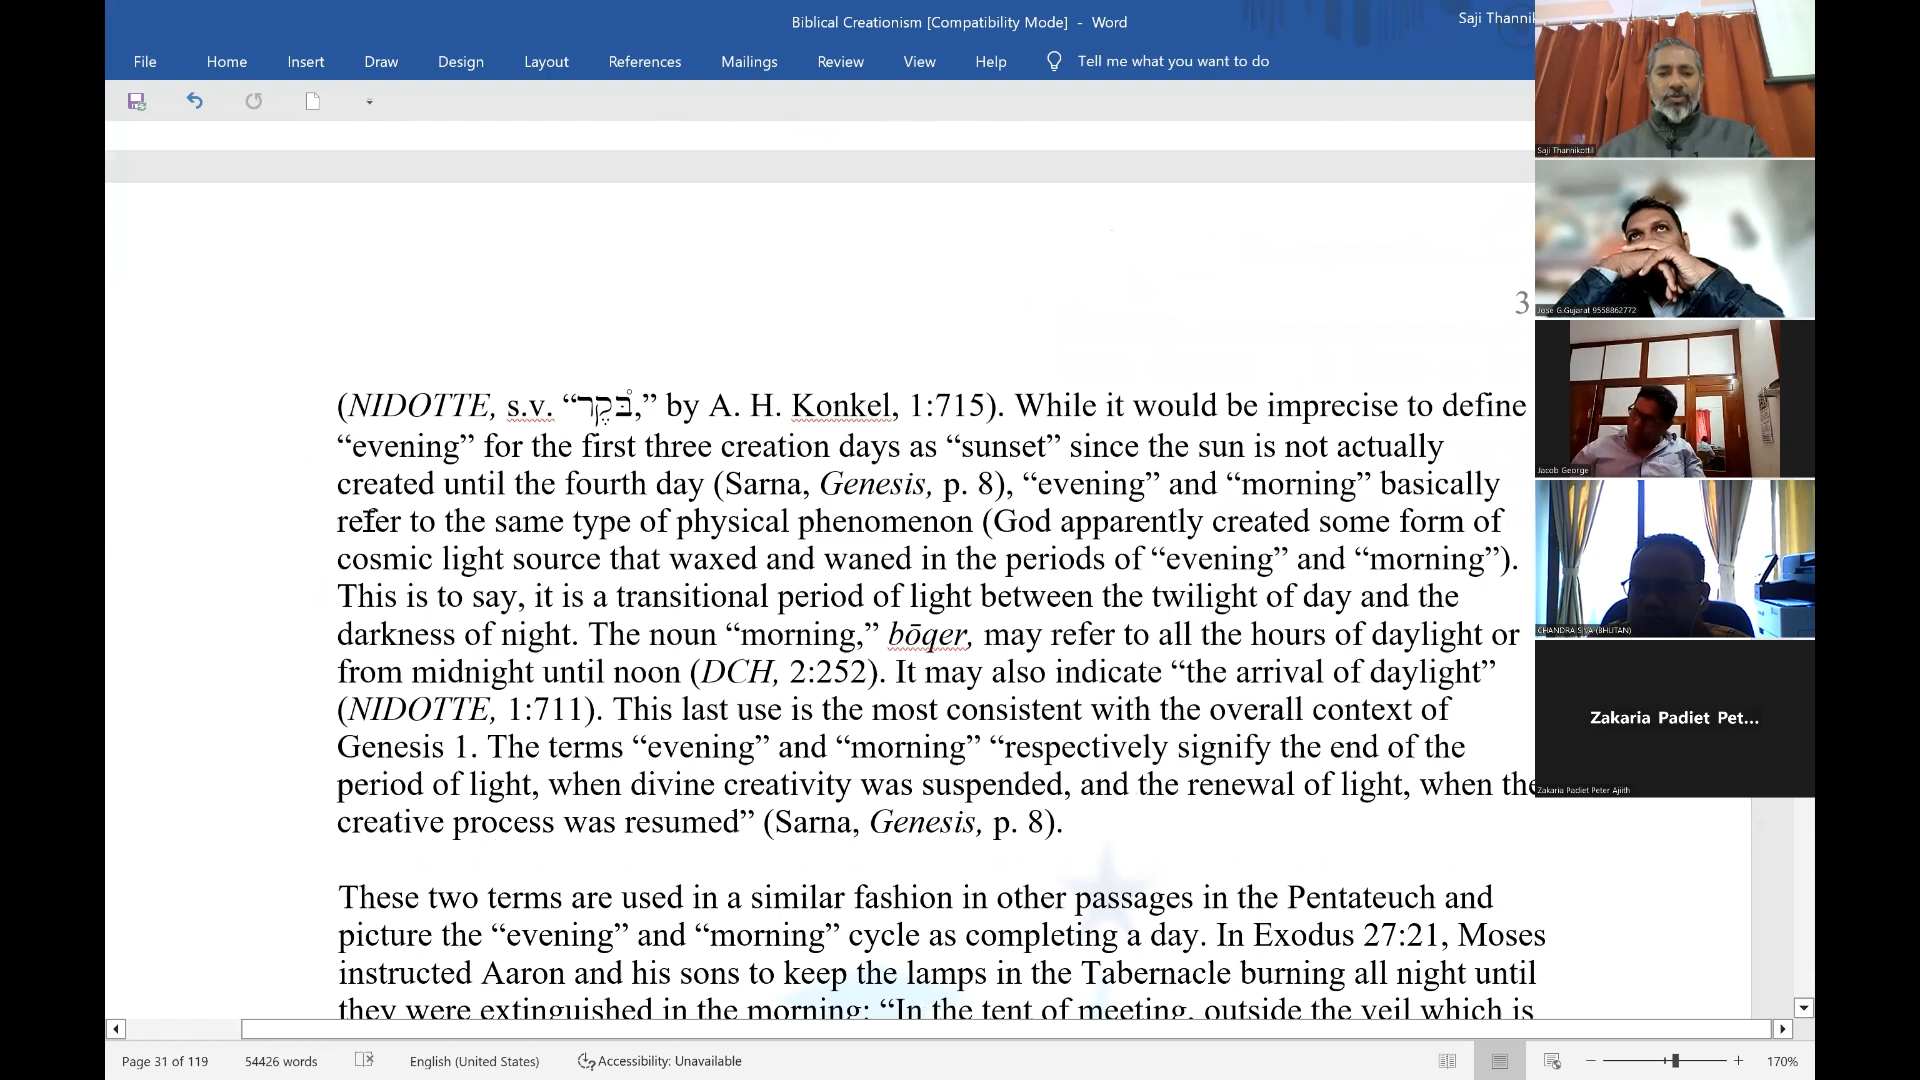 Biblical Creationism [Compatibility Mode] - Word
Saji Thanni
File Home Insert Draw Design Layout References Mailings Review View Help Tell me what you want to do
Saji Thannikottil
Jose G.Gujarat 9558862772
Jacob George
CHANDRA SIVA (BHUTAN)
Zakaria Padiet Pet...
Zakaria Padiet Peter Ajiith
3
(NIDOTTE, s.v. “בֹּ֫קֶר,” by A. H. Konkel, 1:715). While it would be imprecise to define
“evening” for the first three creation days as “sunset” since the sun is not actually
created until the fourth day (Sarna, Genesis, p. 8), “evening” and “morning” basically
refer to the same type of physical phenomenon (God apparently created some form of
cosmic light source that waxed and waned in the periods of “evening” and “morning”).
This is to say, it is a transitional period of light between the twilight of day and the
darkness of night. The noun “morning,” bōqer, may refer to all the hours of daylight or
from midnight until noon (DCH, 2:252). It may also indicate “the arrival of daylight”
(NIDOTTE, 1:711). This last use is the most consistent with the overall context of
Genesis 1. The terms “evening” and “morning” “respectively signify the end of the
period of light, when divine creativity was suspended, and the renewal of light, when the
creative process was resumed” (Sarna, Genesis, p. 8).
These two terms are used in a similar fashion in other passages in the Pentateuch and
picture the “evening” and “morning” cycle as completing a day. In Exodus 27:21, Moses
instructed Aaron and his sons to keep the lamps in the Tabernacle burning all night until
they were extinguished in the morning: “In the tent of meeting, outside the veil which is
Page 31 of 119 54426 words English (United States) Accessibility: Unavailable 170%